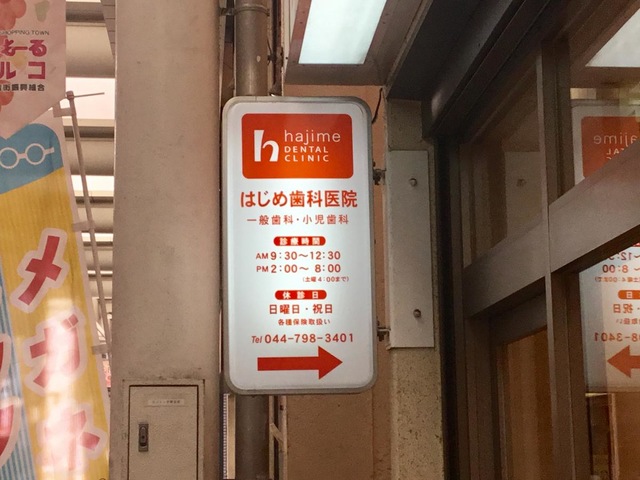 hajime
DENTAL
CLINIC
はじめ歯科医院
一般歯科・小児歯科
診療時間
AM 9:30〜12:30
PM 2:00〜 8:00
(土曜4:00まで)
休診日
日曜日・祝日
各種保険取扱い
Tel 044-798-3401
メガネ